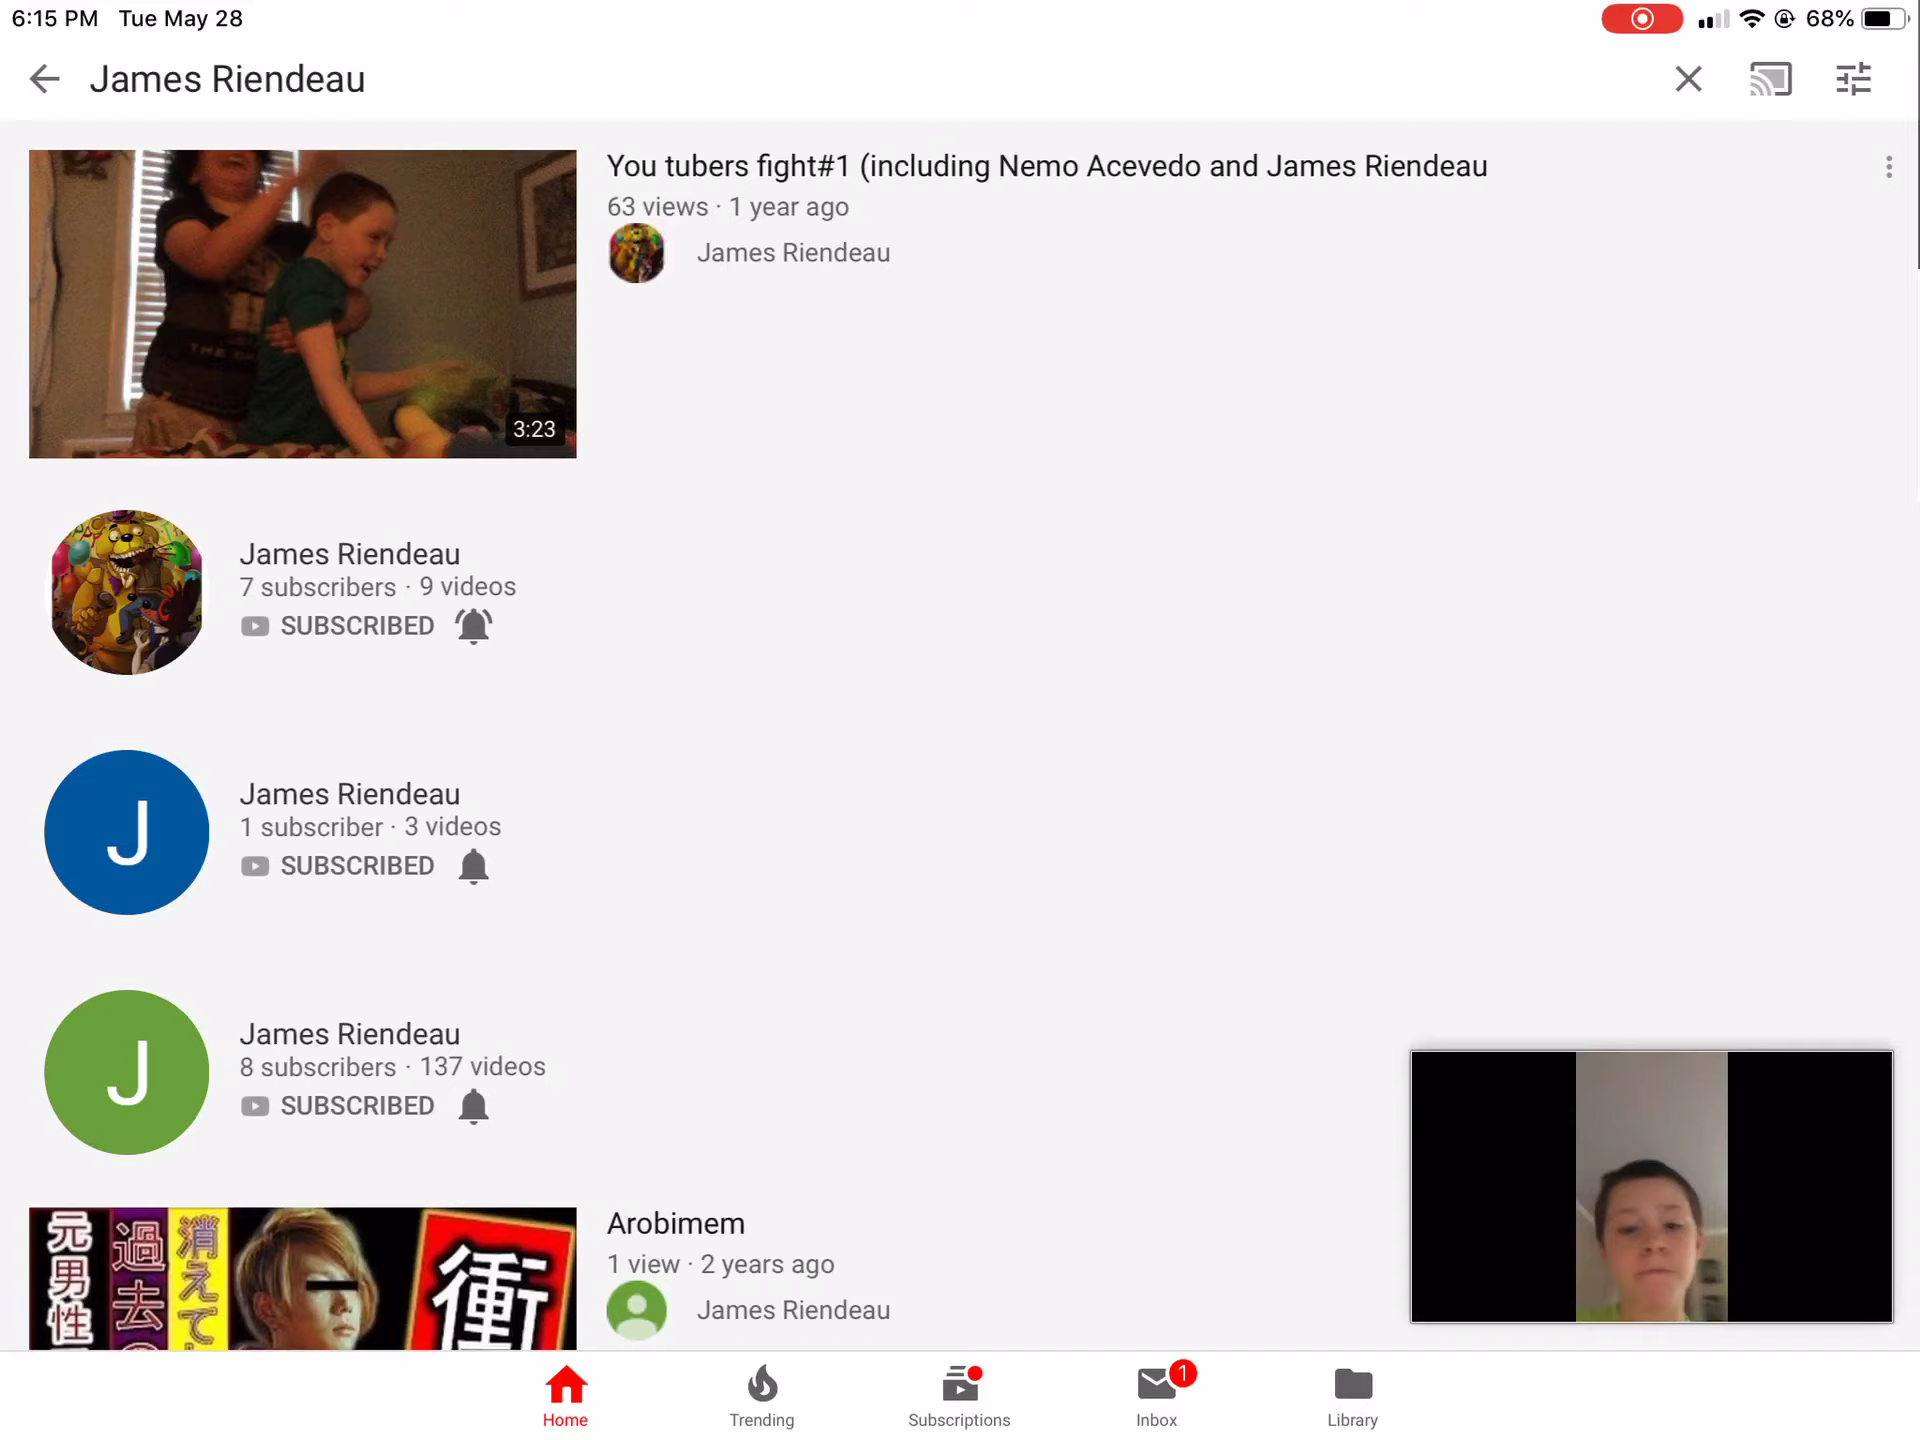 6:15 PM Tue May 28
68%
James Riendeau
You tubers fight#1 (including Nemo Acevedo and James Riendeau
63 views · 1 year ago
James Riendeau
3:23
James Riendeau
7 subscribers · 9 videos
SUBSCRIBED
J
James Riendeau
1 subscriber · 3 videos
SUBSCRIBED
J
James Riendeau
8 subscribers · 137 videos
SUBSCRIBED
元男性
過去
消えて
衝
Arobimem
1 view · 2 years ago
James Riendeau
Home
Trending
Subscriptions
1
Inbox
Library